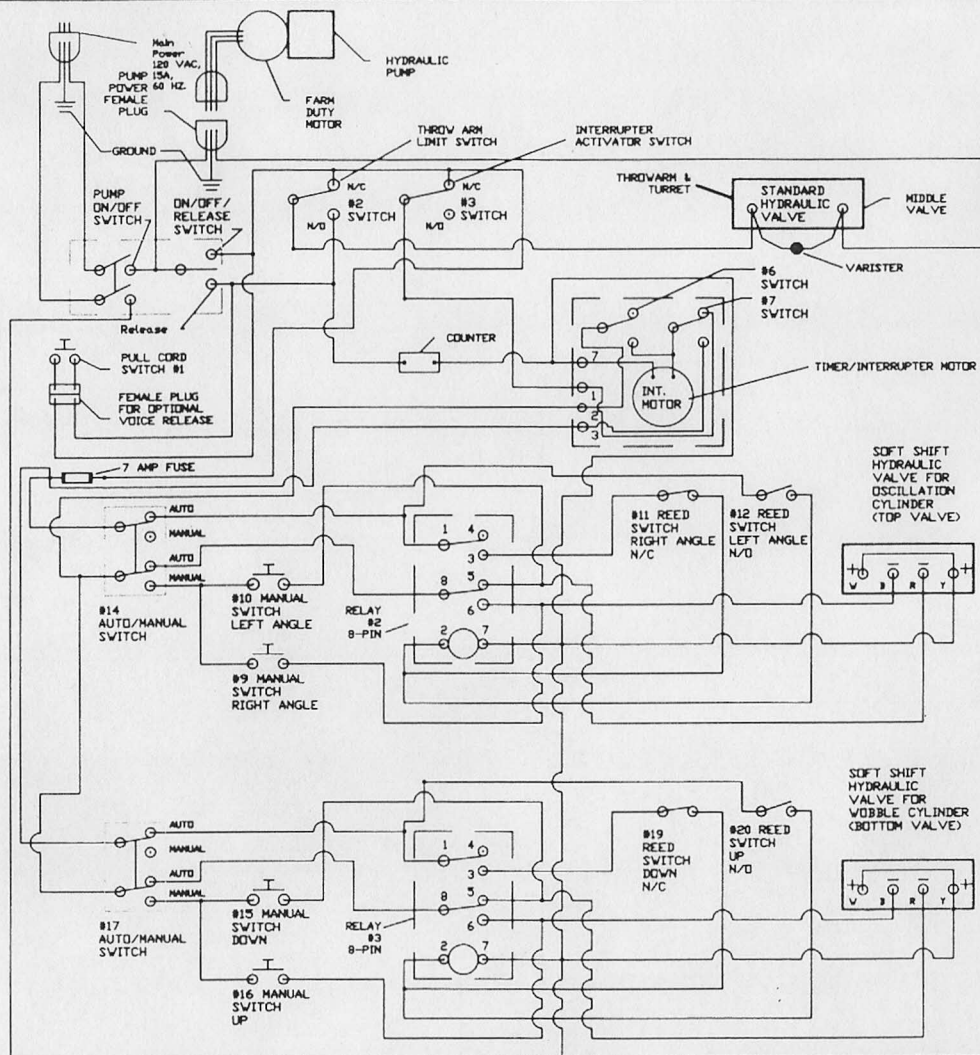 Main
Power
120 VAC,
15A,
60 HZ.
PUMP
POWER
FEMALE
PLUG
HYDRAULIC
PUMP
FARM
DUTY
MOTOR
GROUND
THROW ARM
LIMIT SWITCH
INTERRUPTER
ACTIVATOR SWITCH
N/C
#2
SWITCH
N/O
N/C
#3
SWITCH
N/O
THROWARM &
TURRET
STANDARD
HYDRAULIC
VALVE
MIDDLE
VALVE
VARISTER
PUMP
ON/OFF
SWITCH
ON/OFF/
RELEASE
SWITCH
Release
PULL CORD
SWITCH #1
FEMALE PLUG
FOR OPTIONAL
VOICE RELEASE
COUNTER
#6
SWITCH
#7
SWITCH
7
1
2
3
INT.
MOTOR
TIMER/INTERRUPTER MOTOR
7 AMP FUSE
AUTO
MANUAL
AUTO
MANUAL
#14
AUTO/MANUAL
SWITCH
#10 MANUAL
SWITCH
LEFT ANGLE
#9 MANUAL
SWITCH
RIGHT ANGLE
RELAY
#2
8-PIN
1
4
3
8
5
6
2
7
#11 REED
SWITCH
RIGHT ANGLE
N/C
#12 REED
SWITCH
LEFT ANGLE
N/O
SOFT SHIFT
HYDRAULIC
VALVE FOR
OSCILLATION
CYLINDER
(TOP VALVE)
+ – – +
W B R Y
AUTO
MANUAL
AUTO
MANUAL
#17
AUTO/MANUAL
SWITCH
#15 MANUAL
SWITCH
DOWN
#16 MANUAL
SWITCH
UP
RELAY
#3
8-PIN
1
4
3
8
5
6
2
7
#19
REED
SWITCH
DOWN
N/C
#20 REED
SWITCH
UP
N/O
SOFT SHIFT
HYDRAULIC
VALVE FOR
WOBBLE CYLINDER
(BOTTOM VALVE)
+ – – +
W B R Y